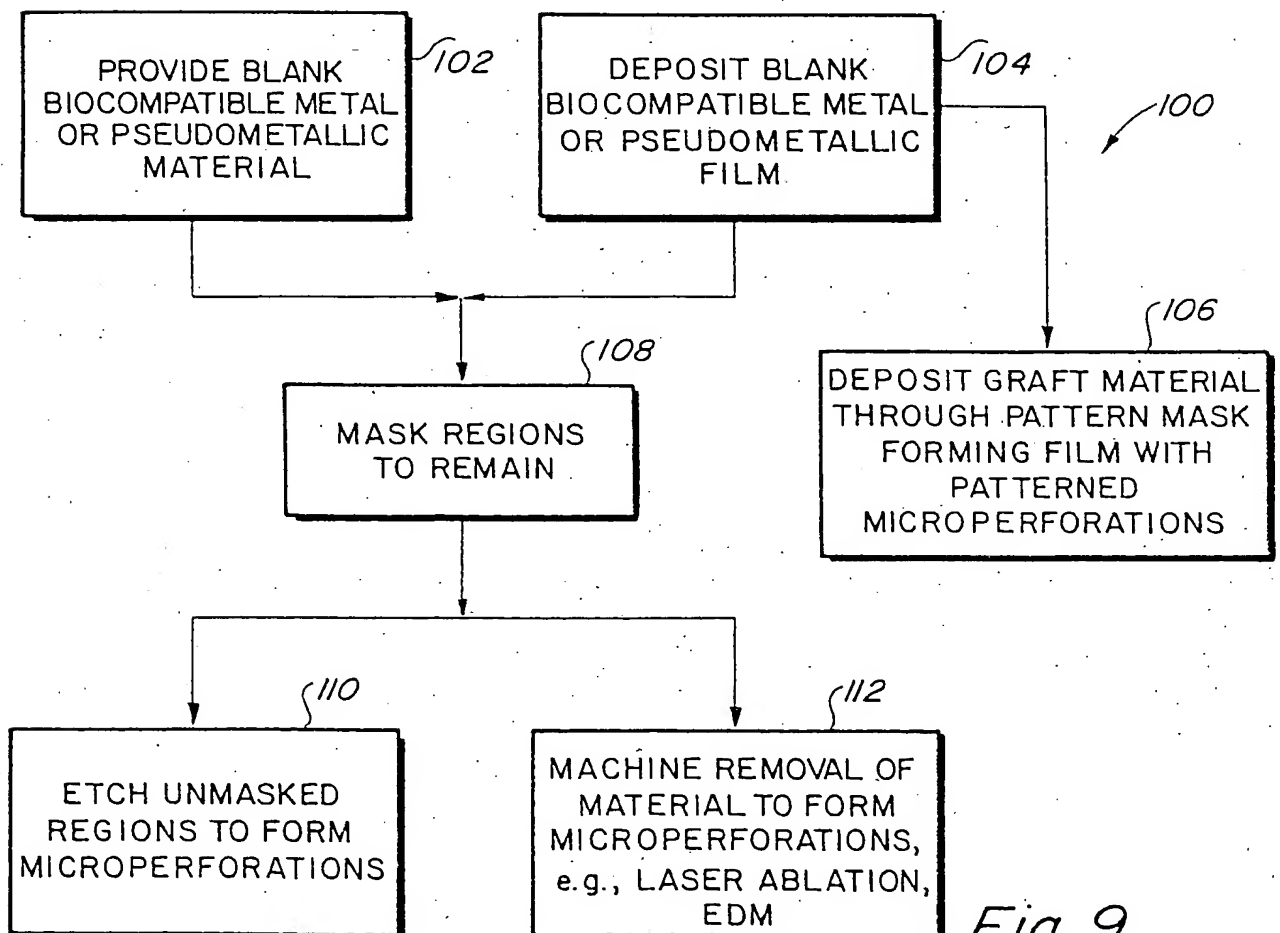 102
PROVIDE BLANK
BIOCOMPATIBLE METAL
OR PSEUDOMETALLIC
MATERIAL
104
DEPOSIT BLANK
BIOCOMPATIBLE METAL
OR PSEUDOMETALLIC
FILM
100
106
DEPOSIT GRAFT MATERIAL
THROUGH PATTERN MASK
FORMING FILM WITH
PATTERNED
MICROPERFORATIONS
108
MASK REGIONS
TO REMAIN
110
ETCH UNMASKED
REGIONS TO FORM
MICROPERFORATIONS
112
MACHINE REMOVAL OF
MATERIAL TO FORM
MICROPERFORATIONS,
e.g., LASER ABLATION,
EDM
Fig. 9